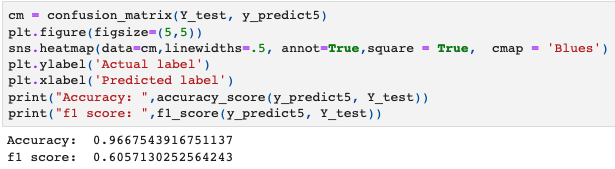 cm = confusion_matrix(Y_test, y_predict5)
plt.figure(figsize=(5,5))
sns.heatmap(data=cm,linewidths=.5, annot=True,square = True,  cmap = 'Blues')
plt.ylabel('Actual label')
plt.xlabel('Predicted label')
print("Accuracy: ",accuracy_score(y_predict5, Y_test))
print("f1 score: ",f1_score(y_predict5, Y_test))
Accuracy:  0.9667543916751137
f1 score:  0.6057130252564243